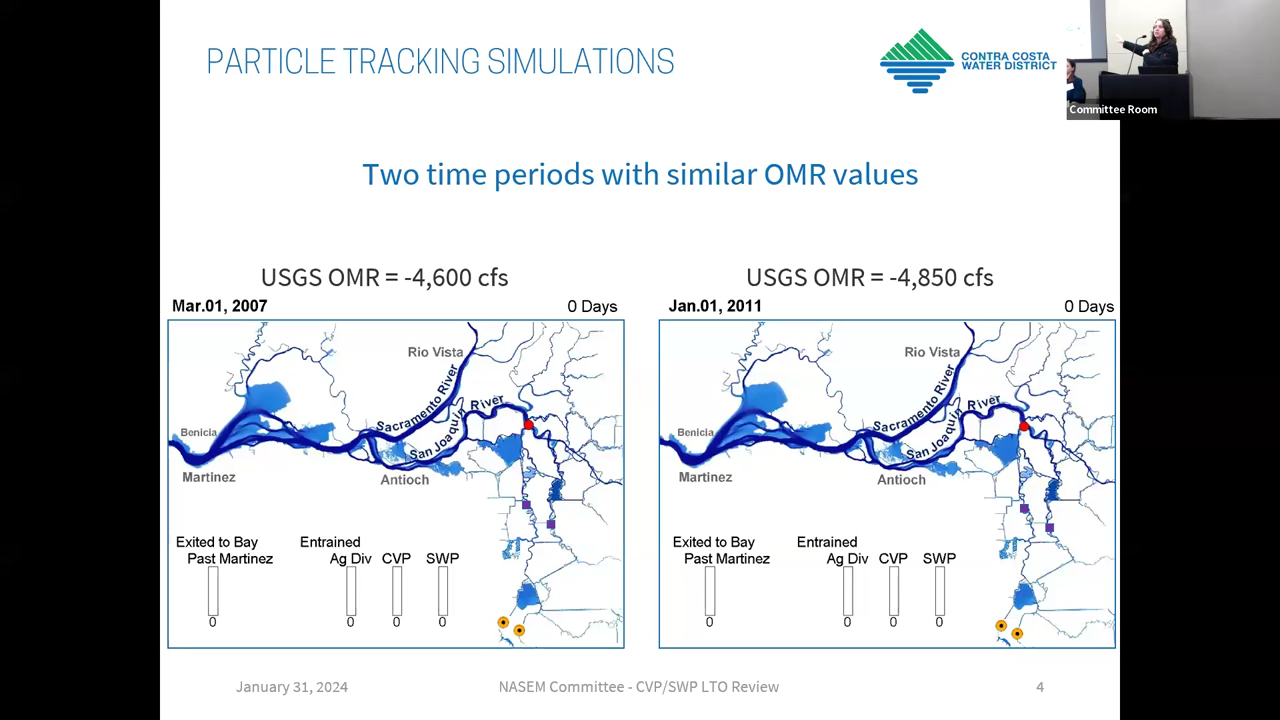 PARTICLE TRACKING SIMULATIONS
CONTRA COSTA
WATER DISTRICT
Committee Room
Two time periods with similar OMR values
USGS OMR = -4,600 cfs
Mar.01, 2007
0 Days
Rio Vista
Sacramento River
San Joaquin River
Benicia
Martinez
Antioch
Exited to Bay
Past Martinez
Entrained
Ag Div CVP SWP
0 0 0 0
USGS OMR = -4,850 cfs
Jan.01, 2011
0 Days
Rio Vista
Sacramento River
San Joaquin River
Benicia
Martinez
Antioch
Exited to Bay
Past Martinez
Entrained
Ag Div CVP SWP
0 0 0 0
January 31, 2024
NASEM Committee - CVP/SWP LTO Review
4